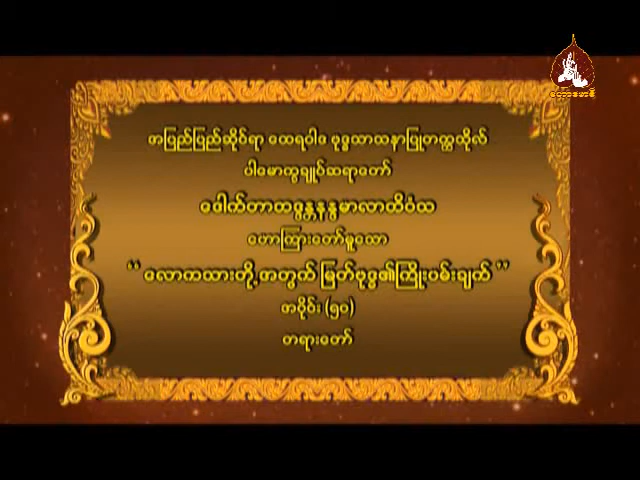 အပြည်ပြည်ဆိုင်ရာ ထေရဝါဒ ဗုဒ္ဓသာသနာပြုတက္ကသိုလ်
ပါမောက္ခချုပ်ဆရာတော်
ဒေါက်တာဘဒ္ဒန္တနန္ဒမာလာဘိဝံသ
ဟောကြားတော်မူသော
“ လောကသားတို့အတွက် မြတ်ဗုဒ္ဓ၏ကြိုးပမ်းချက် ”
အပိုင်း (၅၀)
တရားတော်